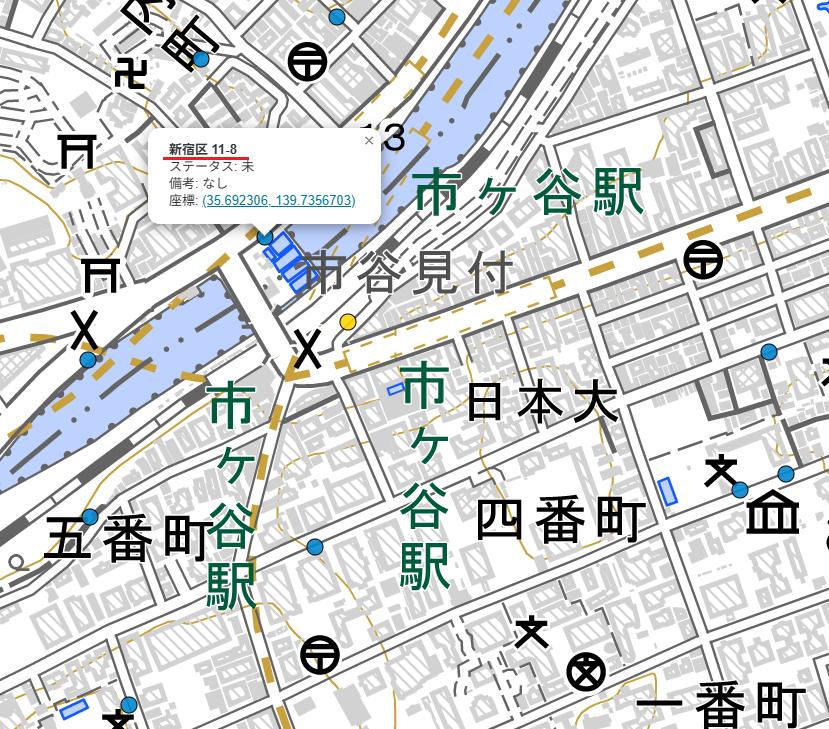 内
町
13
新宿区 11-8
×
ステータス: 未
備考: なし
座標: (35.692306, 139.7356703)
市ヶ谷駅
市谷見付
市ヶ谷駅
市ヶ谷駅
日本大
四番町
五番町
一番町